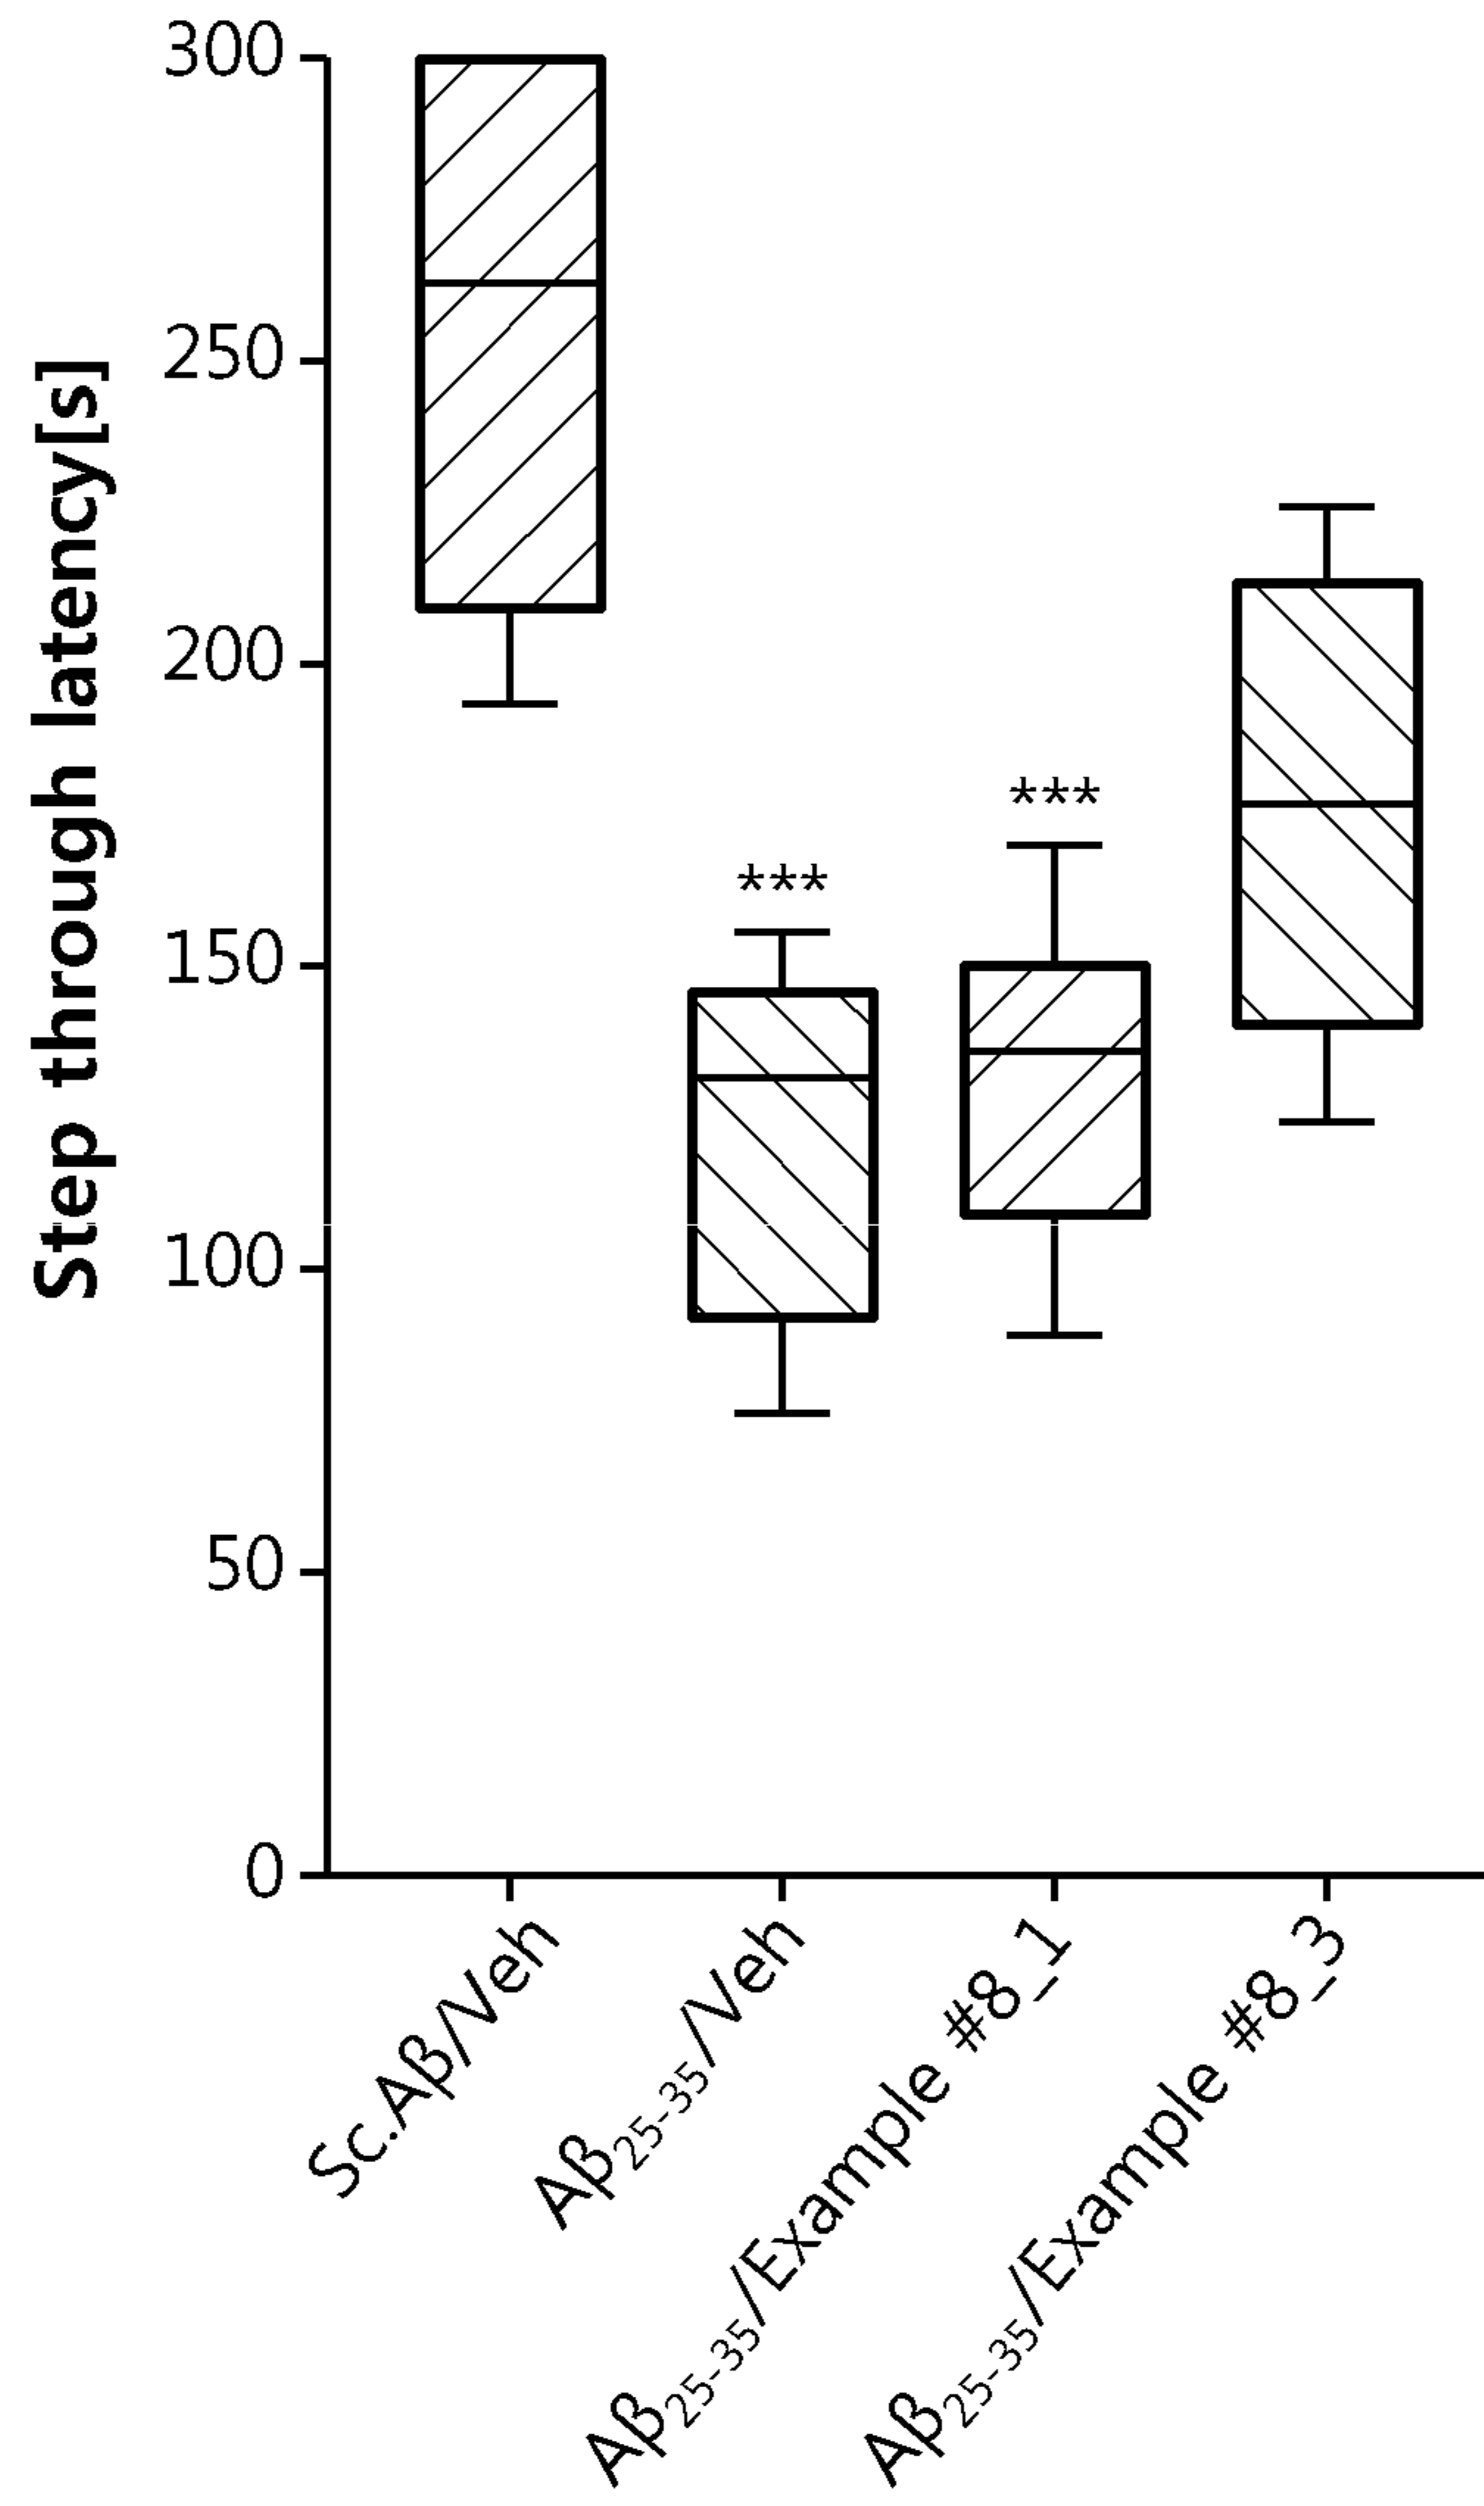 Step through latency[s]
300
250
200
150
100
50
0
***
***
Sc.Aβ/Veh
Aβ25-35/Veh
Aβ25-35/Example #8_1
Aβ25-35/Example #8_3